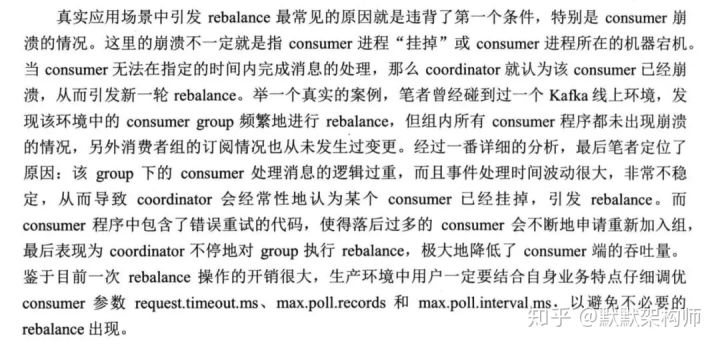 真实应用场景中引发 rebalance 最常见的原因就是违背了第一个条件，特别是 consumer 崩
溃的情况。这里的崩溃不一定就是指 consumer 进程“挂掉”或 consumer 进程所在的机器宕机。
当 consumer 无法在指定的时间内完成消息的处理，那么 coordinator 就认为该 consumer 已经崩
溃，从而引发新一轮 rebalance。举一个真实的案例，笔者曾经碰到过一个 Kafka 线上环境，发
现该环境中的 consumer group 频繁地进行 rebalance，但组内所有 consumer 程序都未出现崩溃
的情况，另外消费者组的订阅情况也从未发生过变更。经过一番详细的分析，最后笔者定位了
原因：该 group 下的 consumer 处理消息的逻辑过重，而且事件处理时间波动很大，非常不稳
定，从而导致 coordinator 会经常性地认为某个 consumer 已经挂掉，引发 rebalance。而
consumer 程序中包含了错误重试的代码，使得落后过多的 consumer 会不断地申请重新加入组，
最后表现为 coordinator 不停地对 group 执行 rebalance，极大地降低了 consumer 端的吞吐量。
鉴于目前一次 rebalance 操作的开销很大，生产环境中用户一定要结合自身业务特点仔细调优
consumer 参数 request.timeout.ms、max.poll.records 和 max.poll.interval.ms，以避免不必要的
rebalance 出现。
知乎 @默默架构师